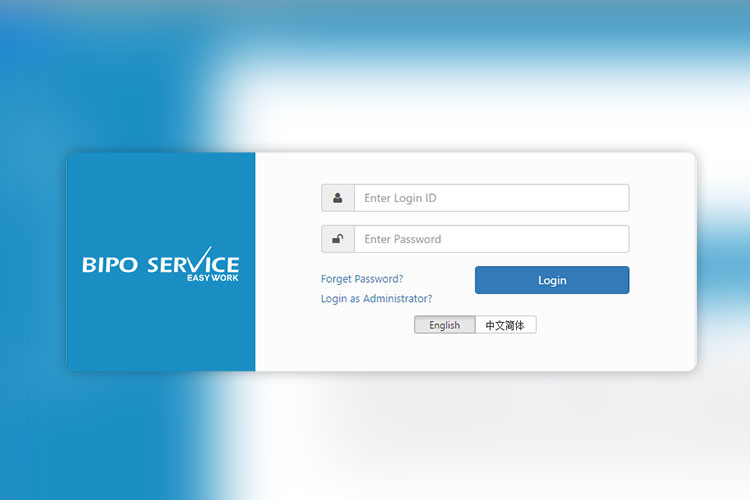 BIPO SERVICE
EASY WORK
Enter Login ID
Enter Password
Forget Password?
Login
Login as Administrator?
English
中文简体